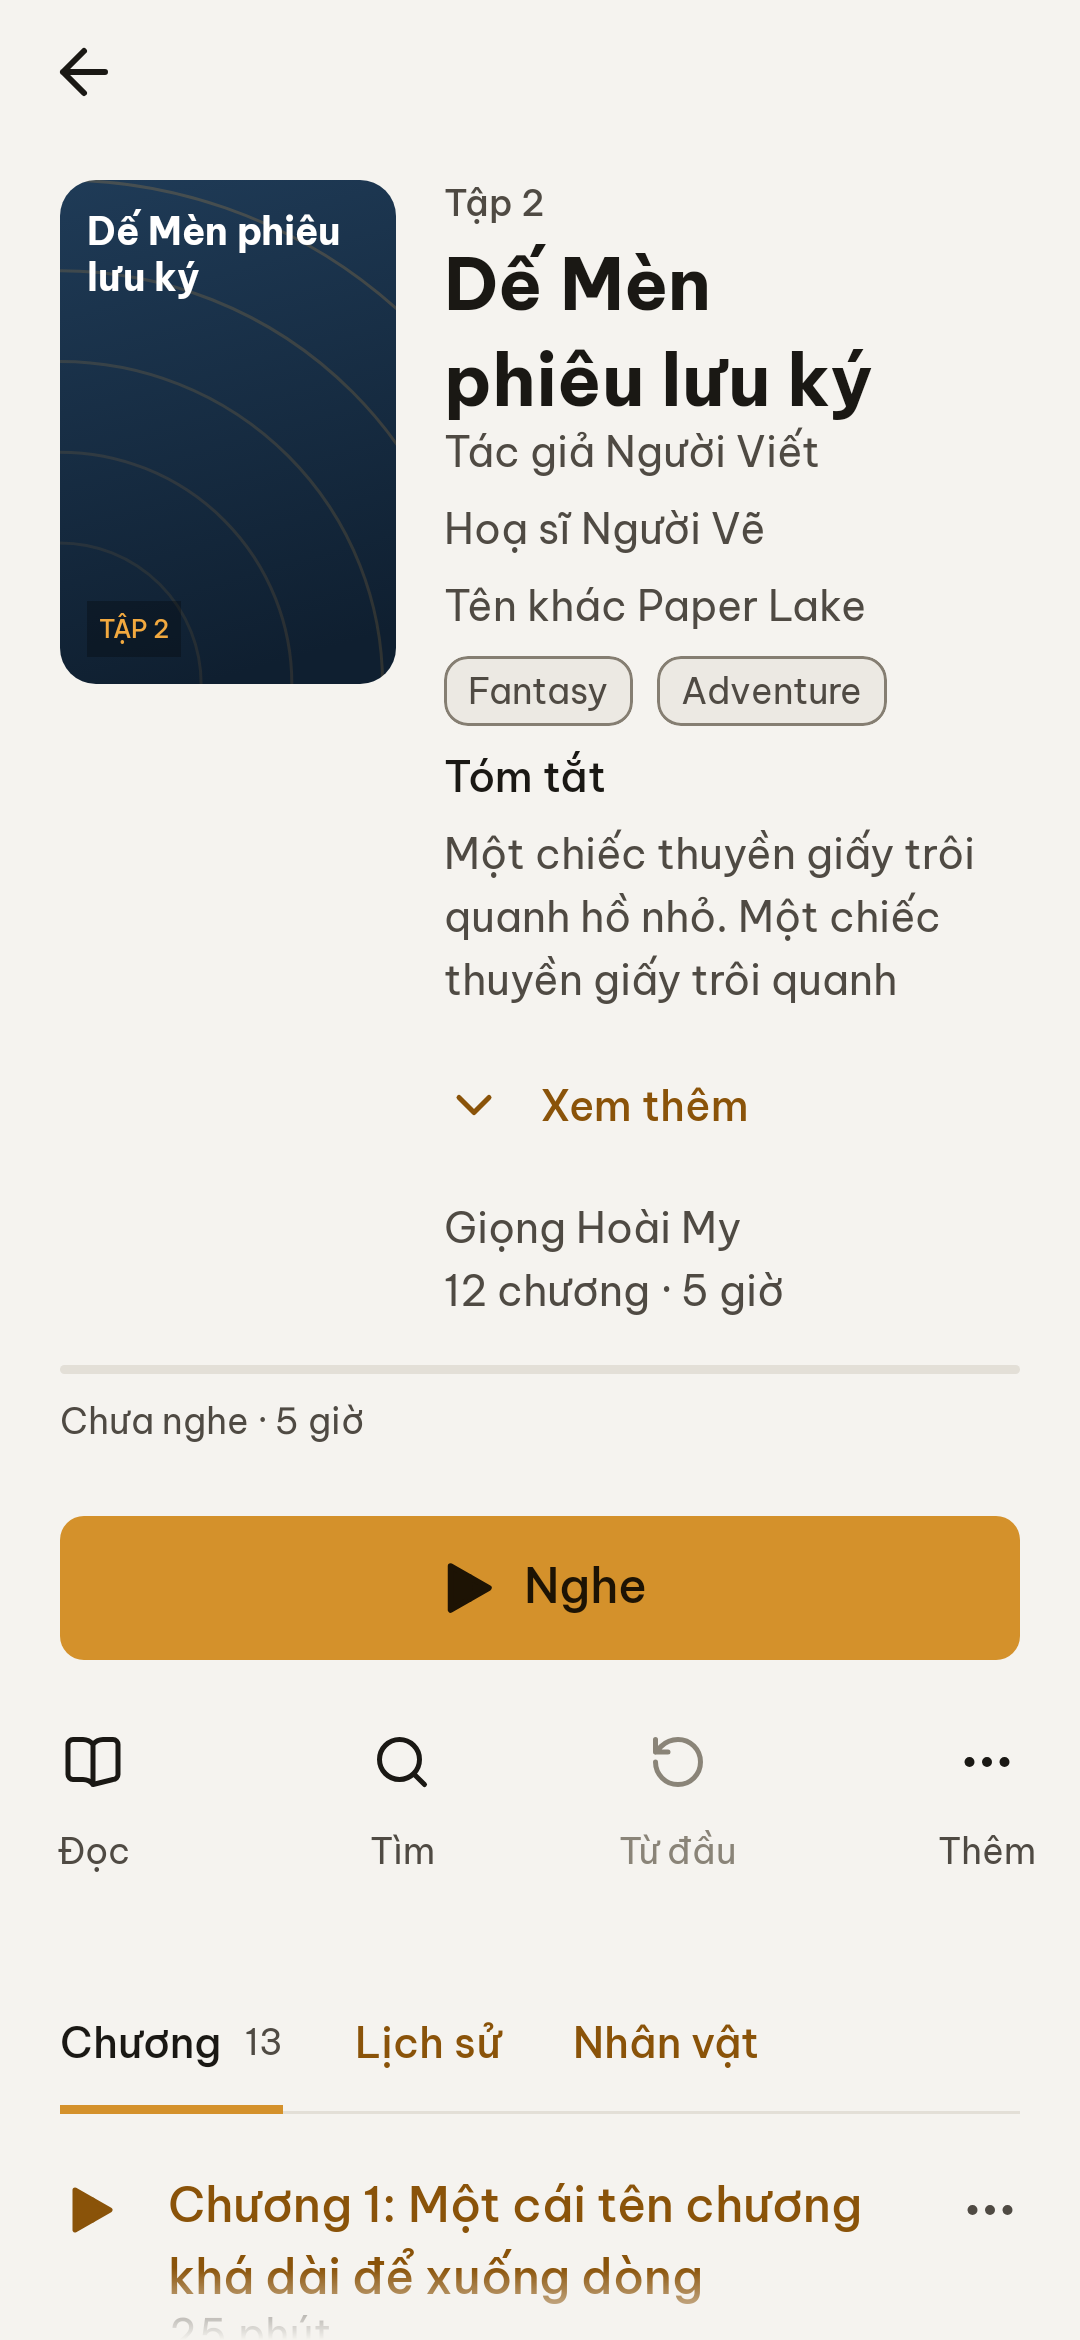 Dế Mèn phiêu
lưu ký
TẬP 2
Tập 2
Dế Mèn
phiêu lưu ký
Tác giả Người Viết
Hoạ sĩ Người Vẽ
Tên khác Paper Lake
Fantasy
Adventure
Tóm tắt
Một chiếc thuyền giấy trôi
quanh hồ nhỏ. Một chiếc
thuyền giấy trôi quanh
Xem thêm
Giọng Hoài My
12 chương · 5 giờ
Chưa nghe · 5 giờ
Nghe
Đọc
Tìm
Từ đầu
Thêm
Chương 13
Lịch sử
Nhân vật
Chương 1: Một cái tên chương
khá dài để xuống dòng
25 phút